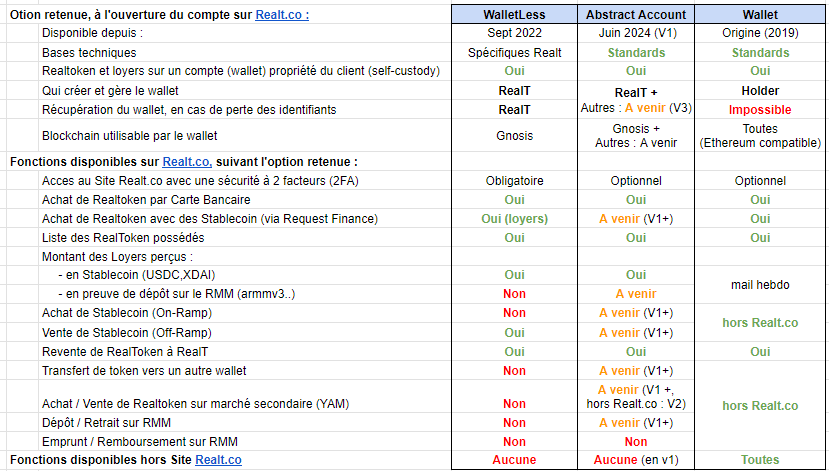 Otion retenue, à l'ouverture du compte sur Realt.co : WalletLess Abstract Account Wallet
Disponible depuis : Sept 2022 Juin 2024 (V1) Origine (2019)
Bases techniques Spécifiques Realt Standards Standards
Realtoken et loyers sur un compte (wallet) propriété du client (self-custody) Oui Oui Oui
Qui créer et gère le wallet RealT RealT + Holder
Récupération du wallet, en cas de perte des identifiants RealT Autres : A venir (V3) Impossible
Blockchain utilisable par le wallet Gnosis Gnosis +
Autres : A venir Toutes
(Ethereum compatible)
Fonctions disponibles sur Realt.co, suivant l'option retenue :
Acces au Site Realt.co avec une sécurité à 2 facteurs (2FA) Obligatoire Optionnel Optionnel
Achat de Realtoken par Carte Bancaire Oui Oui Oui
Achat de Realtoken avec des Stablecoin (via Request Finance) Oui (loyers) A venir (V1+) Oui
Liste des RealToken possédés Oui Oui Oui
Montant des Loyers perçus :
- en Stablecoin (USDC,XDAI) Oui Oui mail hebdo
- en preuve de dépôt sur le RMM (armmv3..) Non A venir
Achat de Stablecoin (On-Ramp) Non A venir (V1+) hors Realt.co
Vente de Stablecoin (Off-Ramp) Oui A venir (V1+)
Revente de RealToken à RealT Oui Oui Oui
Transfert de token vers un autre wallet Non A venir (V1+) hors Realt.co
Achat / Vente de Realtoken sur marché secondaire (YAM) Non A venir (V1 +,
hors Realt.co : V2)
Dépôt / Retrait sur RMM Non A venir (V1+)
Emprunt / Remboursement sur RMM Non Non
Fonctions disponibles hors Site Realt.co Aucune Aucune (en v1) Toutes